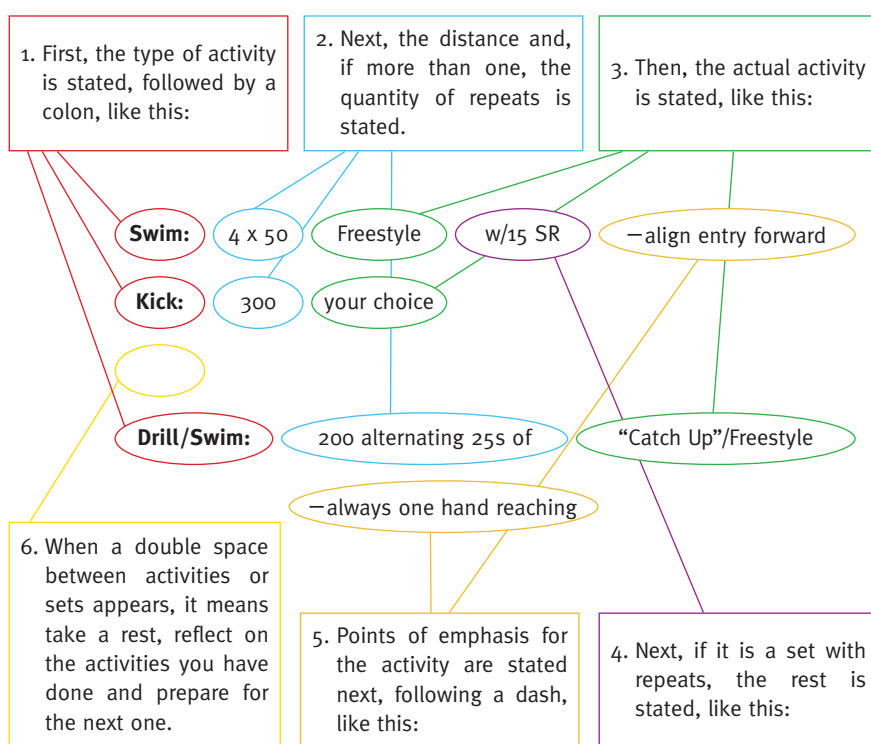 1. First, the type of activity
is stated, followed by a
colon, like this:
2. Next, the distance and,
if more than one, the
quantity of repeats is
stated.
3. Then, the actual activity
is stated, like this:
Swim: 4 x 50 Freestyle w/15 SR —align entry forward
Kick: 300 your choice
Drill/Swim: 200 alternating 25s of “Catch Up”/Freestyle
—always one hand reaching
6. When a double space
between activities or
sets appears, it means
take a rest, reflect on
the activities you have
done and prepare for
the next one.
5. Points of emphasis for
the activity are stated
next, following a dash,
like this:
4. Next, if it is a set with
repeats, the rest is
stated, like this: